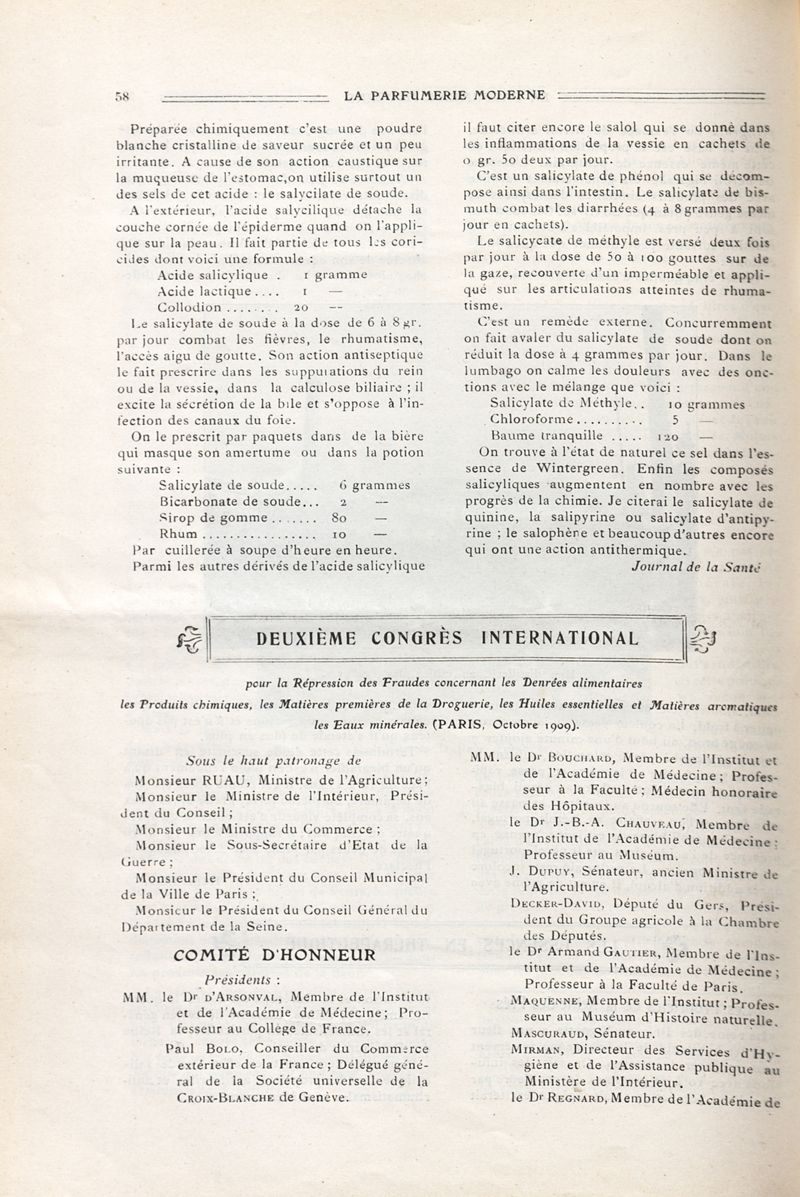 58
LA PARFUMERIE MODERNE
Préparée chimiquement c'est une poudre
blanche cristalline de saveur sucrée et un peu
irritante. A cause de son action caustique sur
la muqueuse de l'estomac,on utilise surtout un
des sels de cet acide : le salycilate de soude.
A l'extérieur, l'acide salycilique détache la
couche cornée de l'épiderme quand on l'appli-
que sur la peau. Il fait partie de tous les cori-
cides dont voici une formule :
Acide salicylique . 1 gramme
Acide lactique .... 1 —
Collodion ........ 20 —
Le salicylate de soude à la dose de 6 à 8 gr.
par jour combat les fièvres, le rhumatisme,
l'accès aigu de goutte. Son action antiseptique
le fait prescrire dans les suppurations du rein
ou de la vessie, dans la calculose biliaire ; il
excite la sécrétion de la bile et s'oppose à l'in-
fection des canaux du foie.
On le prescrit par paquets dans de la bière
qui masque son amertume ou dans la potion
suivante :
Salicylate de soude..... 6 grammes
Bicarbonate de soude... 2 —
Sirop de gomme ....... 80 —
Rhum ................. 10 —
Par cuillerée à soupe d'heure en heure.
Parmi les autres dérivés de l'acide salicylique
il faut citer encore le salol qui se donne dans
les inflammations de la vessie en cachets de
0 gr. 50 deux par jour.
C'est un salicylate de phénol qui se décom-
pose ainsi dans l'intestin. Le salicylate de bis-
muth combat les diarrhées (4 à 8 grammes par
jour en cachets).
Le salicycate de méthyle est versé deux fois
par jour à la dose de 50 à 100 gouttes sur de
la gaze, recouverte d'un imperméable et appli-
qué sur les articulations atteintes de rhuma-
tisme.
C'est un remède externe. Concurremment
on fait avaler du salicylate de soude dont on
réduit la dose à 4 grammes par jour. Dans le
lumbago on calme les douleurs avec des onc-
tions avec le mélange que voici :
Salicylate de Méthyle.. 10 grammes
Chloroforme.......... 5 —
Baume tranquille ..... 120 —
On trouve à l'état de naturel ce sel dans l'es-
sence de Wintergreen. Enfin les composés
salicyliques augmentent en nombre avec les
progrès de la chimie. Je citerai le salicylate de
quinine, la salipyrine ou salicylate d'antipy-
rine ; le salophène et beaucoup d'autres encore
qui ont une action antithermique.
Journal de la Santé
DEUXIÈME CONGRÈS INTERNATIONAL
pour la Répression des Fraudes concernant les Denrées alimentaires
les Produits chimiques, les Matières premières de la Droguerie, les Huiles essentielles et Matières aromatiques
les Eaux minérales. (PARIS, Octobre 1909).
Sous le haut patronage de
Monsieur RUAU, Ministre de l'Agriculture;
Monsieur le Ministre de l'Intérieur, Prési-
dent du Conseil ;
Monsieur le Ministre du Commerce ;
Monsieur le Sous-Secrétaire d'Etat de la
Guerre ;
Monsieur le Président du Conseil Municipal
de la Ville de Paris ;
Monsieur le Président du Conseil Général du
Département de la Seine.
COMITÉ D'HONNEUR
Présidents :
MM. le Dr D'ARSONVAL, Membre de l'Institut
et de l'Académie de Médecine; Pro-
fesseur au College de France.
Paul BOLO, Conseiller du Commerce
extérieur de la France ; Délégué géné-
ral de la Société universelle de la
CROIX-BLANCHE de Genève.
MM. le Dr BOUCHARD, Membre de l'Institut et
de l'Académie de Médecine ; Profes-
seur à la Faculté ; Médecin honoraire
des Hôpitaux.
le Dr J.-B.-A. CHAUVEAU, Membre de
l'Institut de l'Académie de Médecine ;
Professeur au Muséum.
J. DUPUY, Sénateur, ancien Ministre de
l'Agriculture.
DECKER-DAVID, Député du Gers, Prési-
dent du Groupe agricole à la Chambre
des Députés.
le Dr Armand GAUTIER, Membre de l'Ins-
titut et de l'Académie de Médecine ;
Professeur à la Faculté de Paris.
MAQUENNE, Membre de l'Institut ; Profes-
seur au Muséum d'Histoire naturelle.
MASCURAUD, Sénateur.
MIRMAN, Directeur des Services d'Hy-
giène et de l'Assistance publique au
Ministère de l'Intérieur.
le Dr REGNARD, Membre de l'Académie de